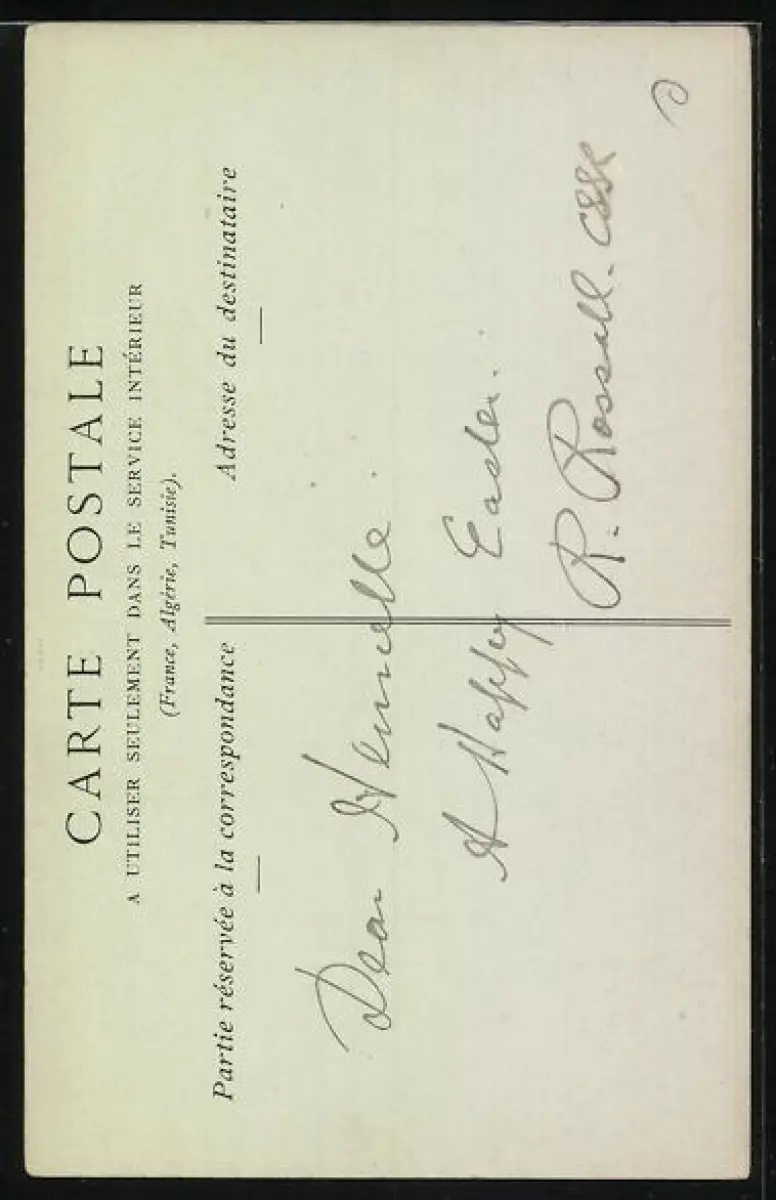 CARTE POSTALE
A UTILISER SEULEMENT DANS LE SERVICE INTÉRIEUR
(France, Algérie, Tunisie).
Partie réservée à la correspondance
Adresse du destinataire
Dear
A Happy Easter.
R. Rossall.